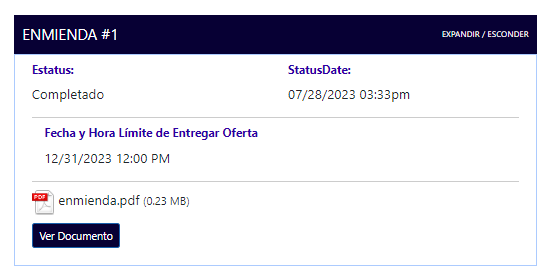 ENMIENDA #1 EXPANDIR / ESCONDER
Estatus: StatusDate:
Completado 07/28/2023 03:33pm
Fecha y Hora Límite de Entregar Oferta
12/31/2023 12:00 PM
PDF enmienda.pdf (0.23 MB)
Ver Documento